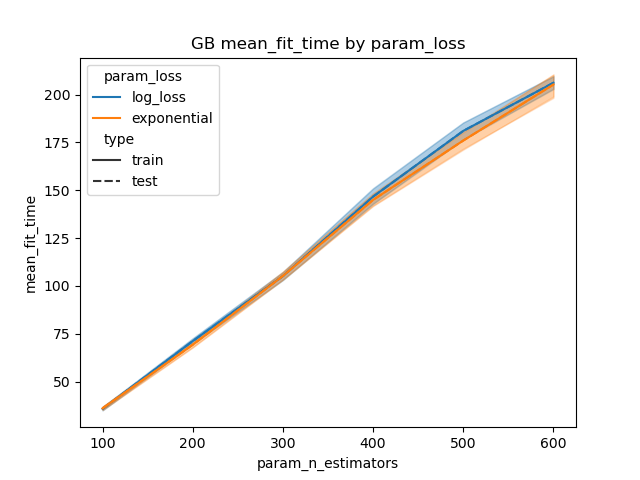 GB mean_fit_time by param_loss
param_loss
log_loss
exponential
type
train
test
mean_fit_time
200
175
150
125
100
75
50
100 200 300 400 500 600
param_n_estimators